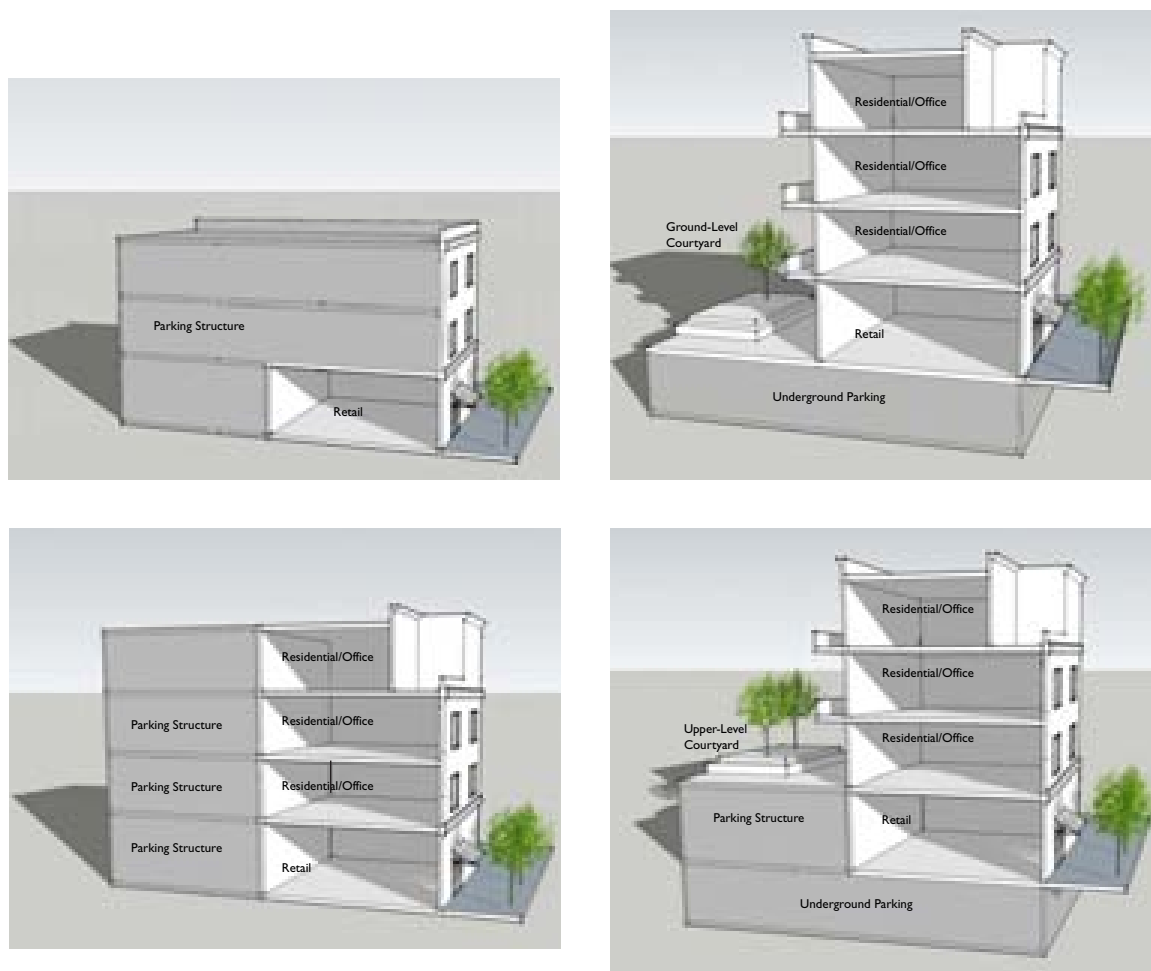 Parking Structure
Retail
Residential/Office
Residential/Office
Residential/Office
Ground-Level
Courtyard
Retail
Underground Parking
Residential/Office
Parking Structure
Residential/Office
Parking Structure
Residential/Office
Parking Structure
Retail
Residential/Office
Residential/Office
Upper-Level
Courtyard
Residential/Office
Parking Structure
Retail
Underground Parking